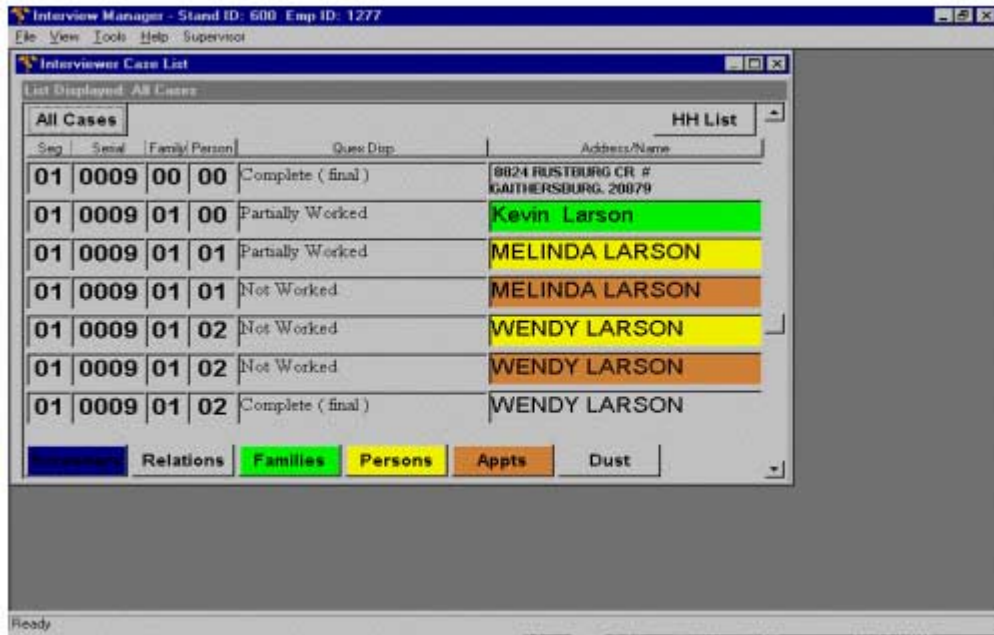 Interview Manager - Stand ID: 600 Emp ID: 1277
File View Tools Help Supervisor
Interviewer Case List
List Displayed All Cases
All Cases HH List
Seg Serial Family Person Quex Disp Address/Name
01 0009 00 00 Complete ( final ) 8824 RUSTBURG CR #
GAITHERSBURG, 20879
01 0009 01 00 Partially Worked Kevin Larson
01 0009 01 01 Partially Worked MELINDA LARSON
01 0009 01 01 Not Worked MELINDA LARSON
01 0009 01 02 Not Worked WENDY LARSON
01 0009 01 02 Not Worked WENDY LARSON
01 0009 01 02 Complete ( final ) WENDY LARSON
Relations Families Persons Appts Dust
Ready